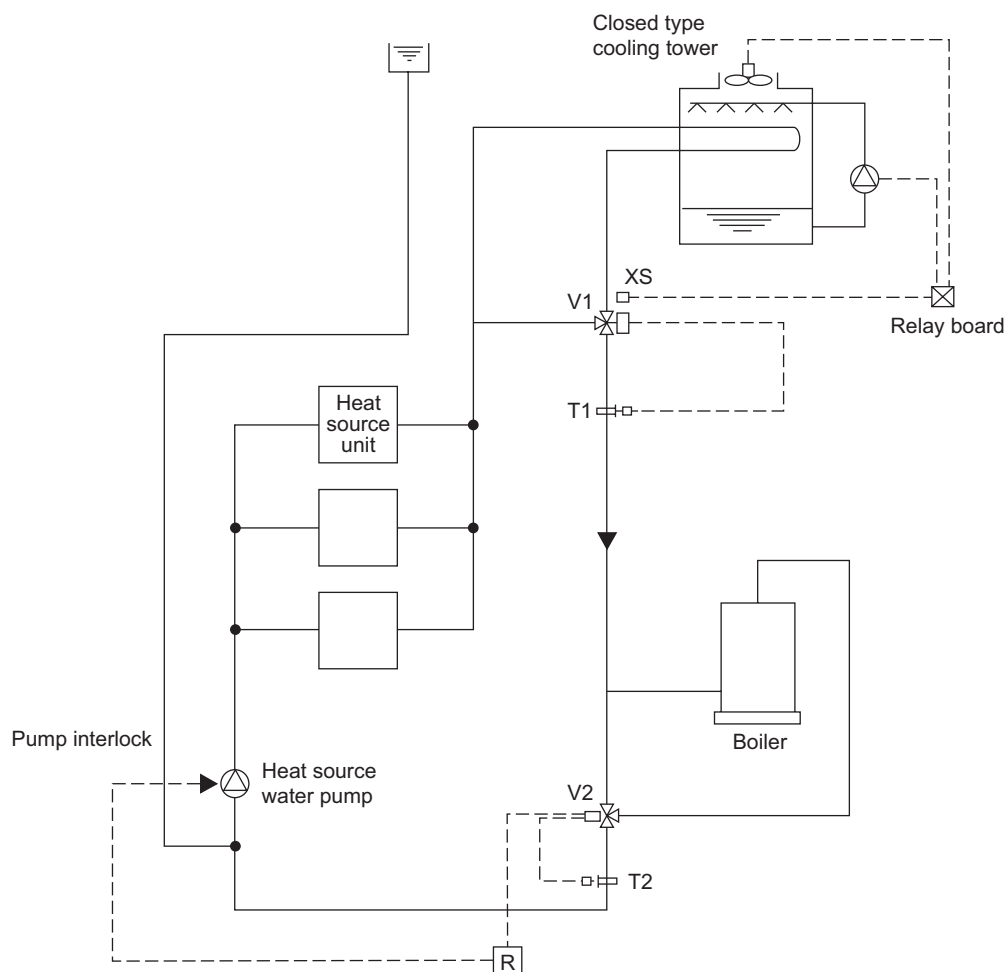 Closed type
cooling tower
XS
V1
Relay board
T1
Heat
source
unit
Pump interlock
Boiler
Heat source
water pump
V2
T2
R